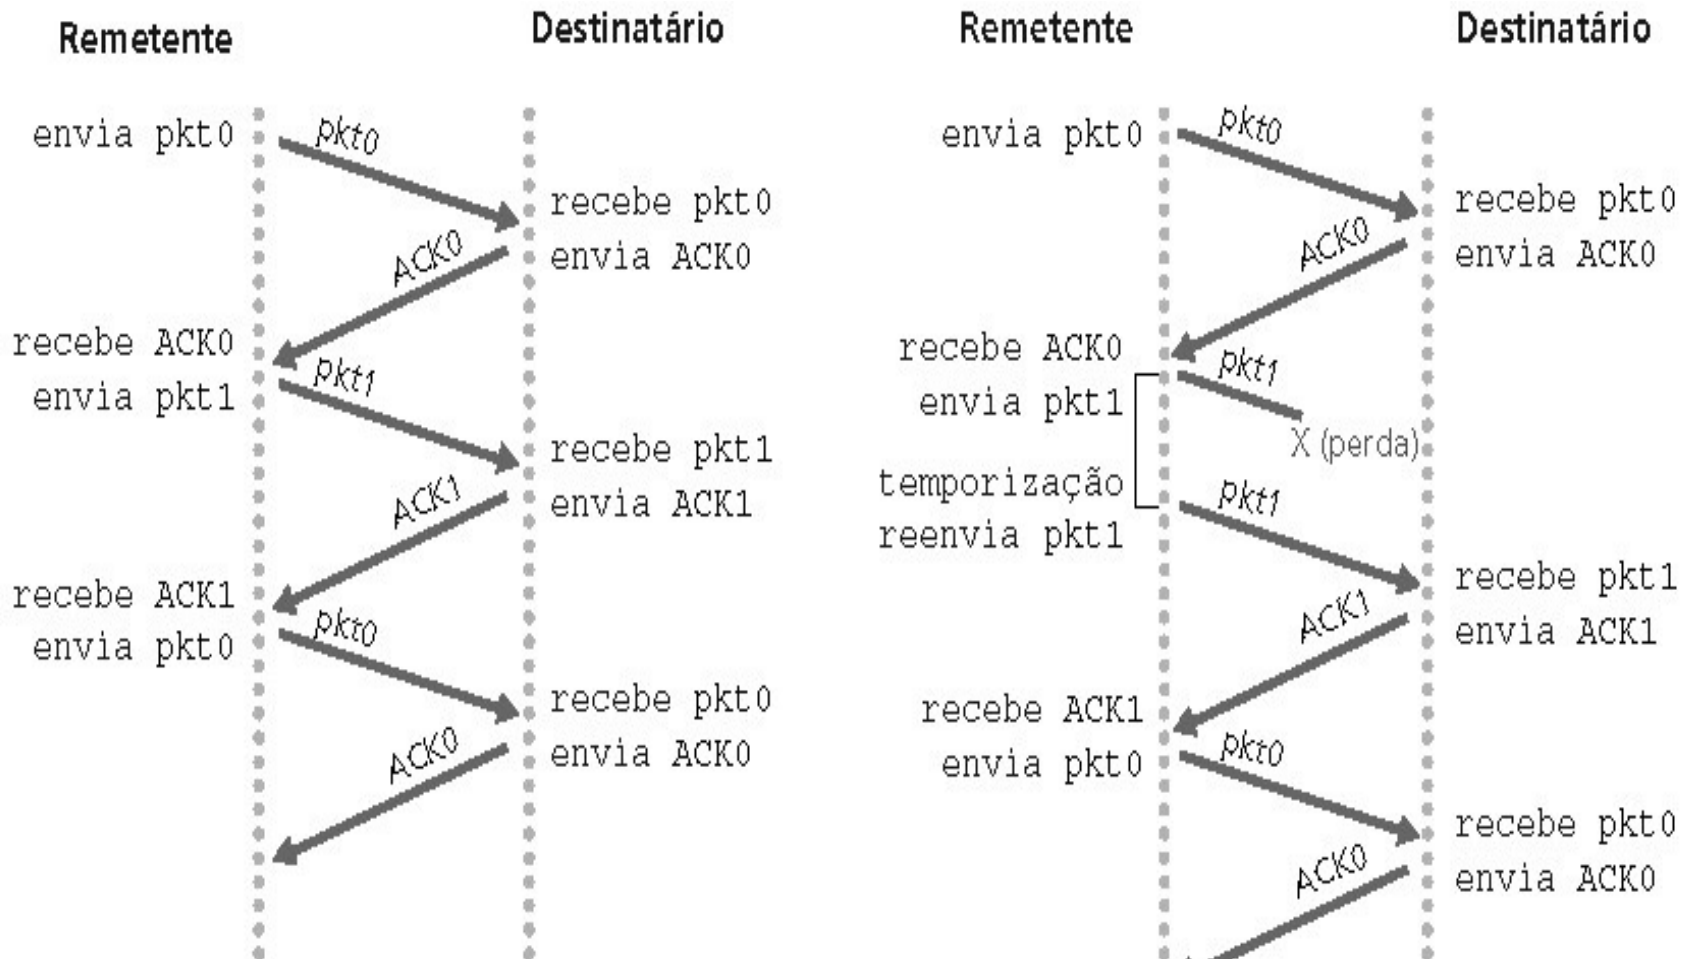 Remetente
Destinatário
envia pkt0
pkt0
recebe pkt0
ACK0
envia ACK0
recebe ACK0
pkt1
envia pkt1
recebe pkt1
ACK1
envia ACK1
recebe ACK1
pkt0
envia pkt0
recebe pkt0
ACK0
envia ACK0
Remetente
Destinatário
envia pkt0
pkt0
recebe pkt0
ACK0
envia ACK0
recebe ACK0
pkt1
envia pkt1
X (perda)
temporização
pkt1
reenvia pkt1
recebe pkt1
ACK1
envia ACK1
recebe ACK1
pkt0
envia pkt0
recebe pkt0
ACK0
envia ACK0